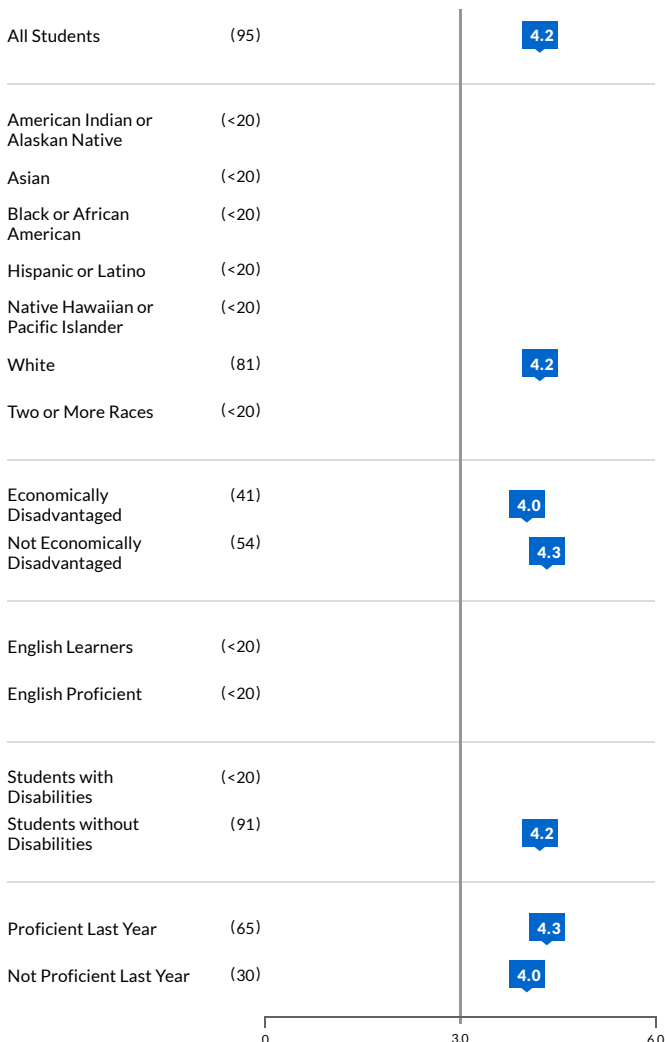 All Students (95) 4.2
American Indian or (<20)
Alaskan Native
Asian (<20)
Black or African (<20)
American
Hispanic or Latino (<20)
Native Hawaiian or (<20)
Pacific Islander
White (81) 4.2
Two or More Races (<20)
Economically (41) 4.0
Disadvantaged
Not Economically (54) 4.3
Disadvantaged
English Learners (<20)
English Proficient (<20)
Students with (<20)
Disabilities
Students without (91) 4.2
Disabilities
Proficient Last Year (65) 4.3
Not Proficient Last Year (30) 4.0
0 3.0 6.0